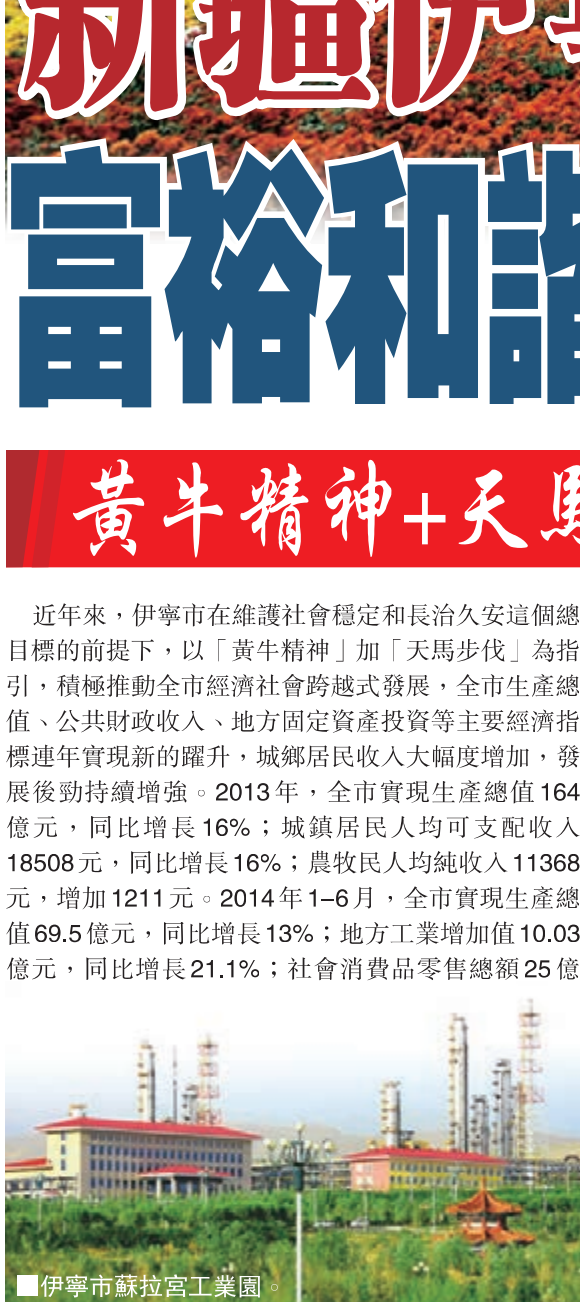 新疆伊
富裕和諧
黃牛精神+天馬
近年來，伊寧市在維護社會穩定和長治久安這個總
目標的前提下，以「黃牛精神」加「天馬步伐」為指
引，積極推動全市經濟社會跨越式發展，全市生產總
值、公共財政收入、地方固定資產投資等主要經濟指
標連年實現新的躍升，城鄉居民收入大幅度增加，發
展後勁持續增強。2013年，全市實現生產總值164
億元，同比增長16%；城鎮居民人均可支配收入
18508元，同比增長16%；農牧民人均純收入11368
元，增加1211元。2014年1–6月，全市實現生產總
值69.5億元，同比增長13%；地方工業增加值10.03
億元，同比增長21.1%；社會消費品零售總額25億
■伊寧市蘇拉宮工業園。